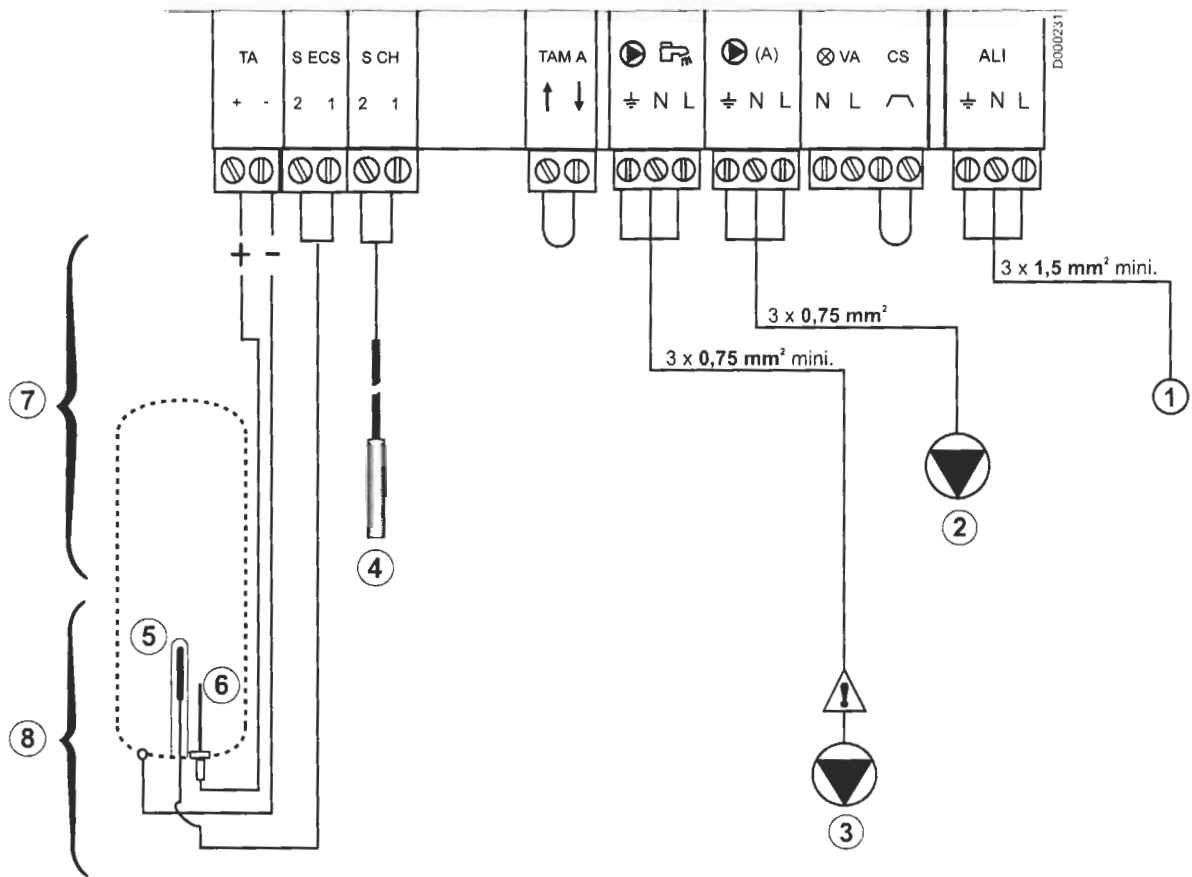 TA
+ -
S ECS
2 1
S CH
2 1
TAM A
N L
(A)
N L
VA CS
N L
ALI
N L
D000231
+ -
3 x 1,5 mm² mini.
3 x 0,75 mm²
3 x 0,75 mm² mini.
1
7
2
4
5
6
!
8
3